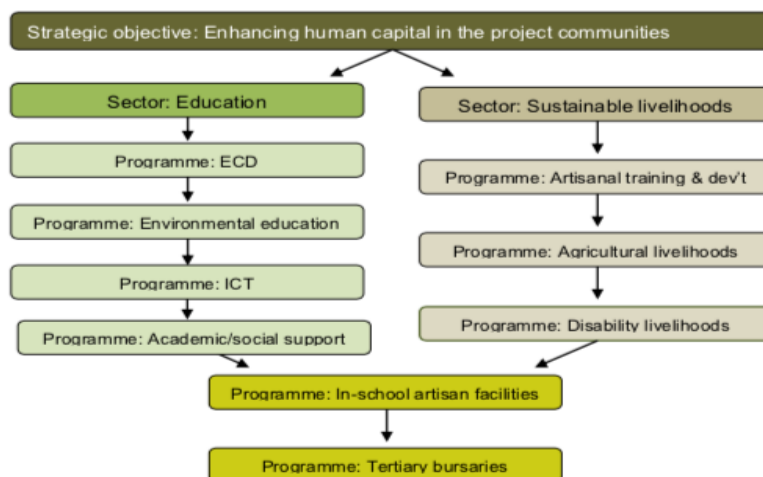 Strategic objective: Enhancing human capital in the project communities
Sector: Education
Programme: ECD
Programme: Environmental education
Programme: ICT
Programme: Academic/social support
Sector: Sustainable livelihoods
Programme: Artisanal training & dev't
Programme: Agricultural livelihoods
Programme: Disability livelihoods
Programme: In-school artisan facilities
Programme: Tertiary bursaries